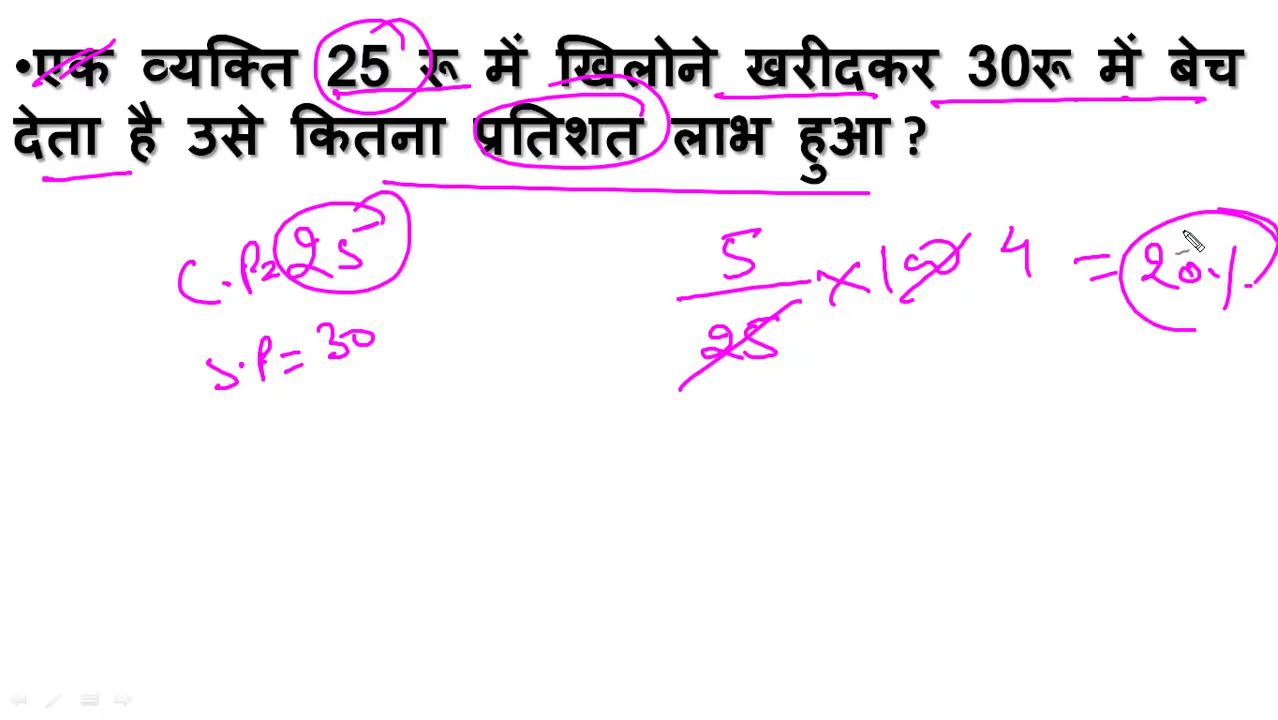 •एक व्यक्ति 25 रू में खिलोने खरीदकर 30रू में बेच
देता है उसे कितना प्रतिशत लाभ हुआ ?
C.P= 25
S.P = 30
5
25
× 100 4 = 20%